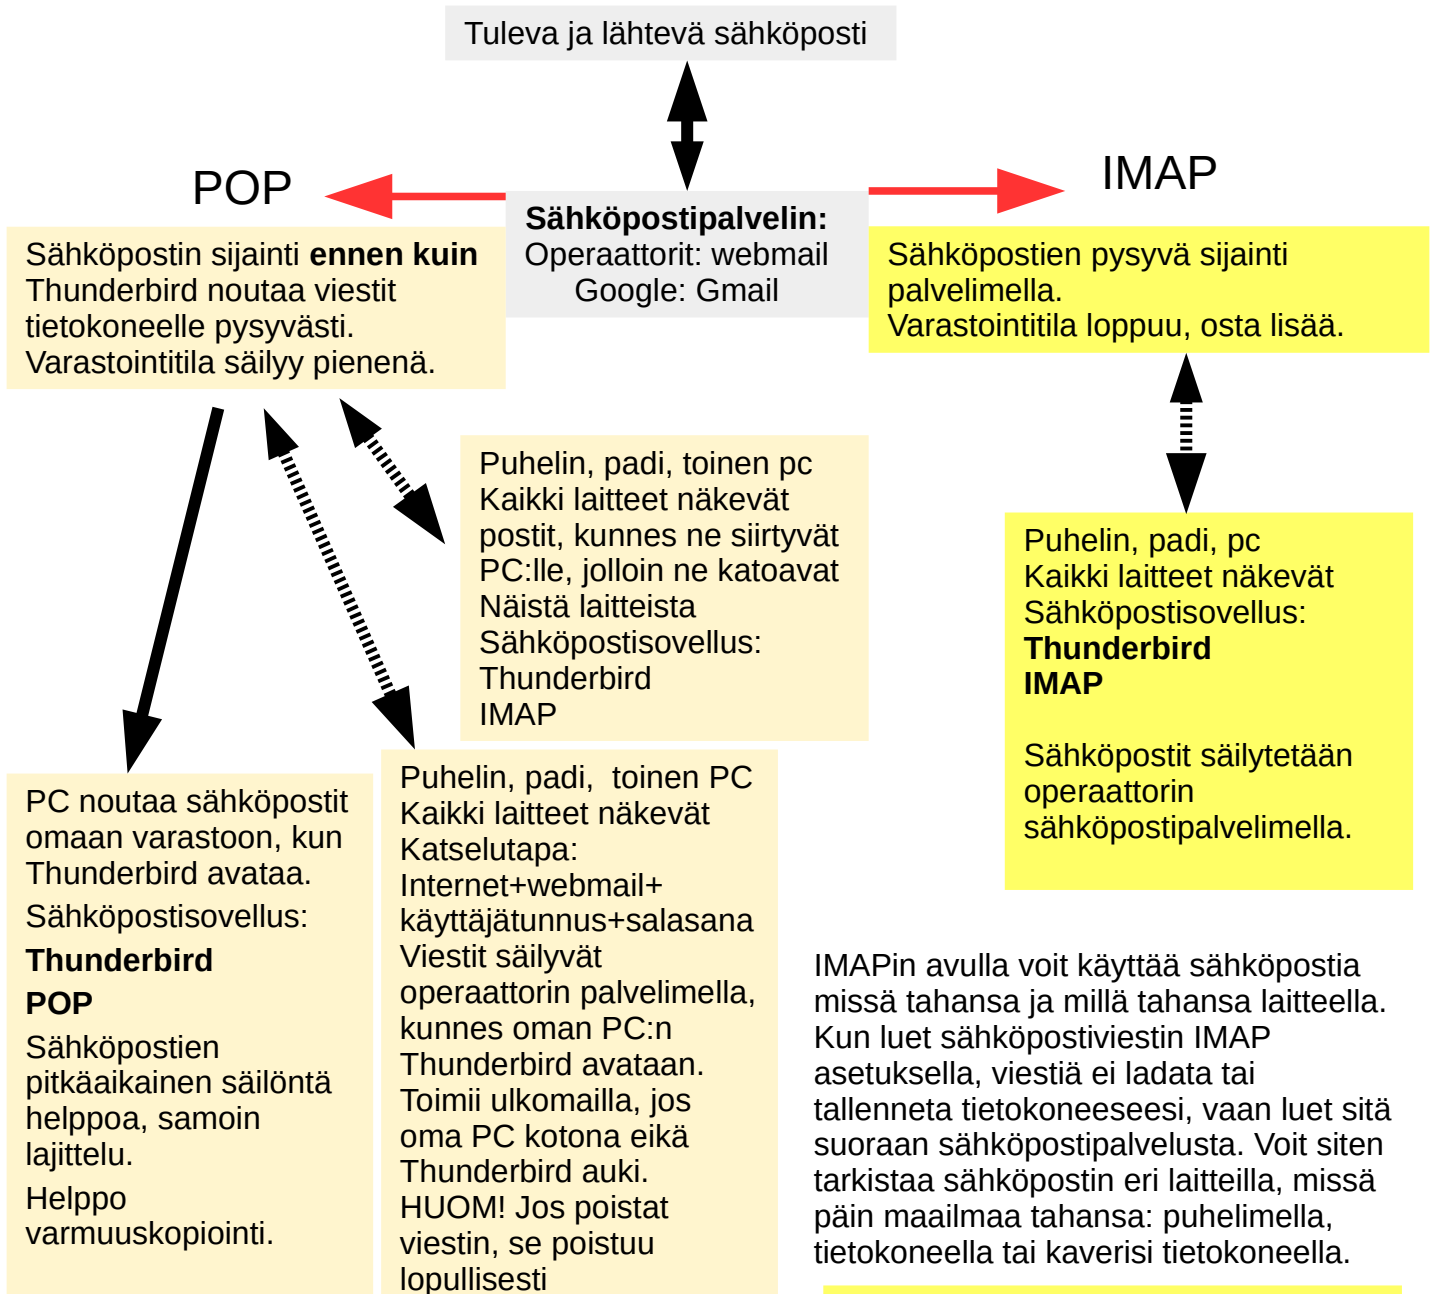 Tuleva ja lähtevä sähköposti
POP
IMAP
Sähköpostipalvelin:
Operaattorit: webmail
Google: Gmail
Sähköpostin sijainti ennen kuin
Thunderbird noutaa viestit
tietokoneelle pysyvästi.
Varastointitila säilyy pienenä.
Sähköpostien pysyvä sijainti
palvelimella.
Varastointitila loppuu, osta lisää.
Puhelin, padi, toinen pc
Kaikki laitteet näkevät
postit, kunnes ne siirtyvät
PC:lle, jolloin ne katoavat
Näistä laitteista
Sähköpostisovellus:
Thunderbird
IMAP
Puhelin, padi, pc
Kaikki laitteet näkevät
Sähköpostisovellus:
Thunderbird
IMAP
Sähköpostit säilytetään
operaattorin
sähköpostipalvelimella.
PC noutaa sähköpostit
omaan varastoon, kun
Thunderbird avataa.
Sähköpostisovellus:
Thunderbird
POP
Sähköpostien
pitkäaikainen säilöntä
helppoa, samoin
lajittelu.
Helppo
varmuuskopiointi.
Puhelin, padi,  toinen PC
Kaikki laitteet näkevät
Katselutapa:
Internet+webmail+
käyttäjätunnus+salasana
Viestit säilyvät
operaattorin palvelimella,
kunnes oman PC:n
Thunderbird avataan.
Toimii ulkomailla, jos
oma PC kotona eikä
Thunderbird auki.
HUOM! Jos poistat
viestin, se poistuu
lopullisesti
IMAPin avulla voit käyttää sähköpostia
missä tahansa ja millä tahansa laitteella.
Kun luet sähköpostiviestin IMAP
asetuksella, viestiä ei ladata tai
tallenneta tietokoneeseesi, vaan luet sitä
suoraan sähköpostipalvelusta. Voit siten
tarkistaa sähköpostin eri laitteilla, missä
päin maailmaa tahansa: puhelimella,
tietokoneella tai kaverisi tietokoneella.